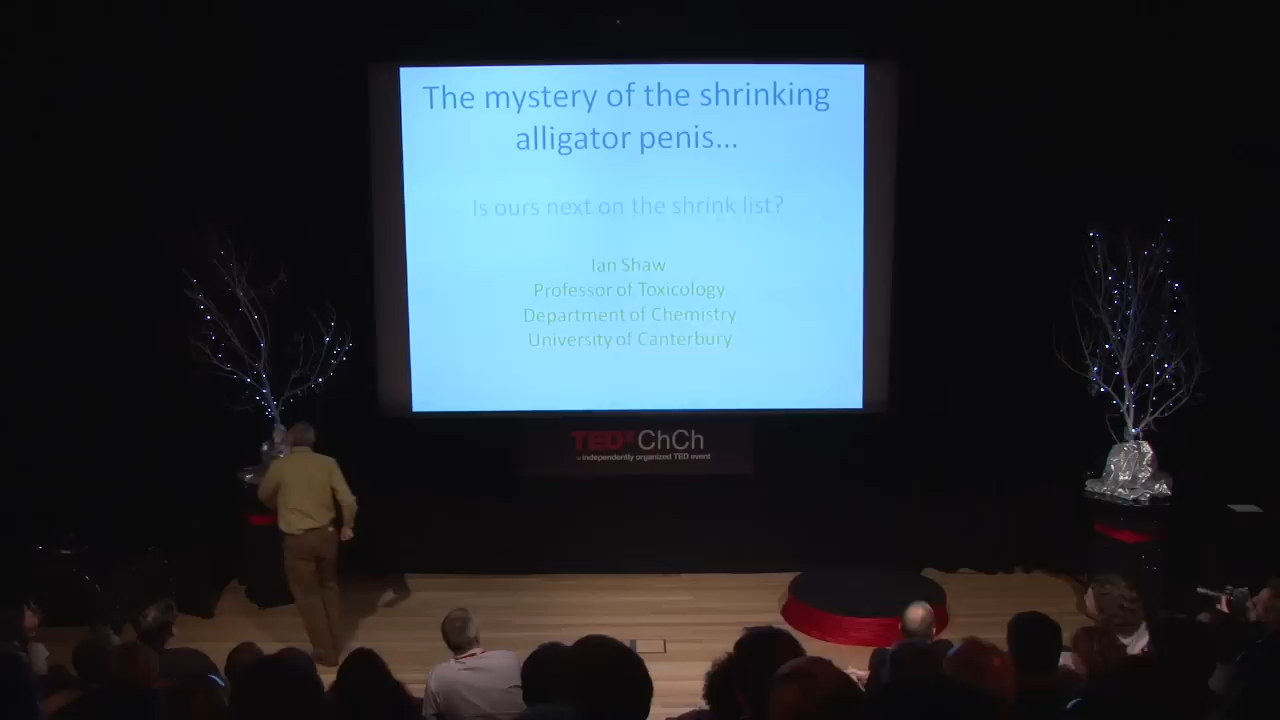 The mystery of the shrinking
alligator penis...
Is ours next on the shrink list?
Ian Shaw
Professor of Toxicology
Department of Chemistry
University of Canterbury
TEDxChCh
independently organized TED event